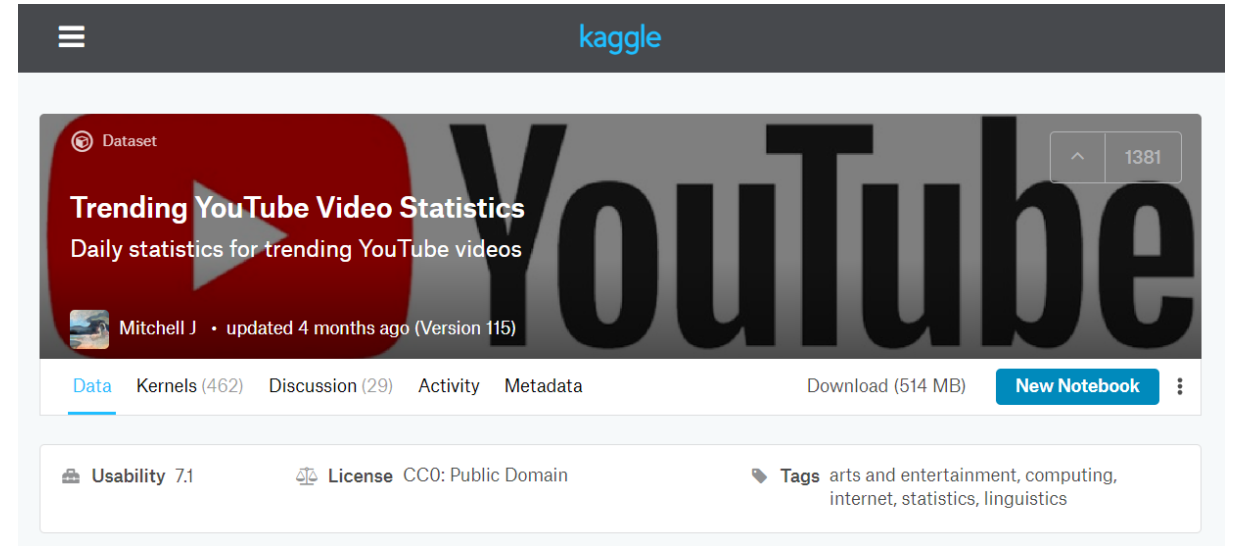 kaggle
Dataset
1381
YouTube
Trending YouTube Video Statistics
Daily statistics for trending YouTube videos
Mitchell J • updated 4 months ago (Version 115)
Data Kernels (462) Discussion (29) Activity Metadata Download (514 MB) New Notebook
Usability 7.1 License CC0: Public Domain Tags arts and entertainment, computing,
internet, statistics, linguistics